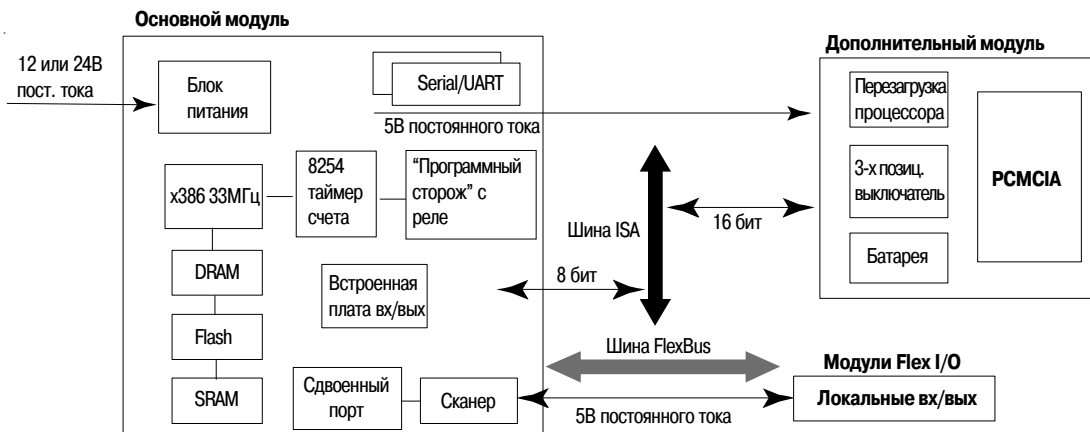 Основной модуль
12 или 24В
пост. тока
Блок
питания
Serial/UART
5В постоянного тока
x386 33МГц
8254
таймер
счета
“Программный
сторож” с
реле
DRAM
Flash
SRAM
Встроенная
плата вх/вых
Сдвоенный
порт
Сканер
Шина ISA
8 бит
16 бит
Шина FlexBus
5В постоянного тока
Дополнительный модуль
Перезагрузка
процессора
3-х позиц.
выключатель
Батарея
PCMCIA
Модули Flex I/O
Локальные вх/вых